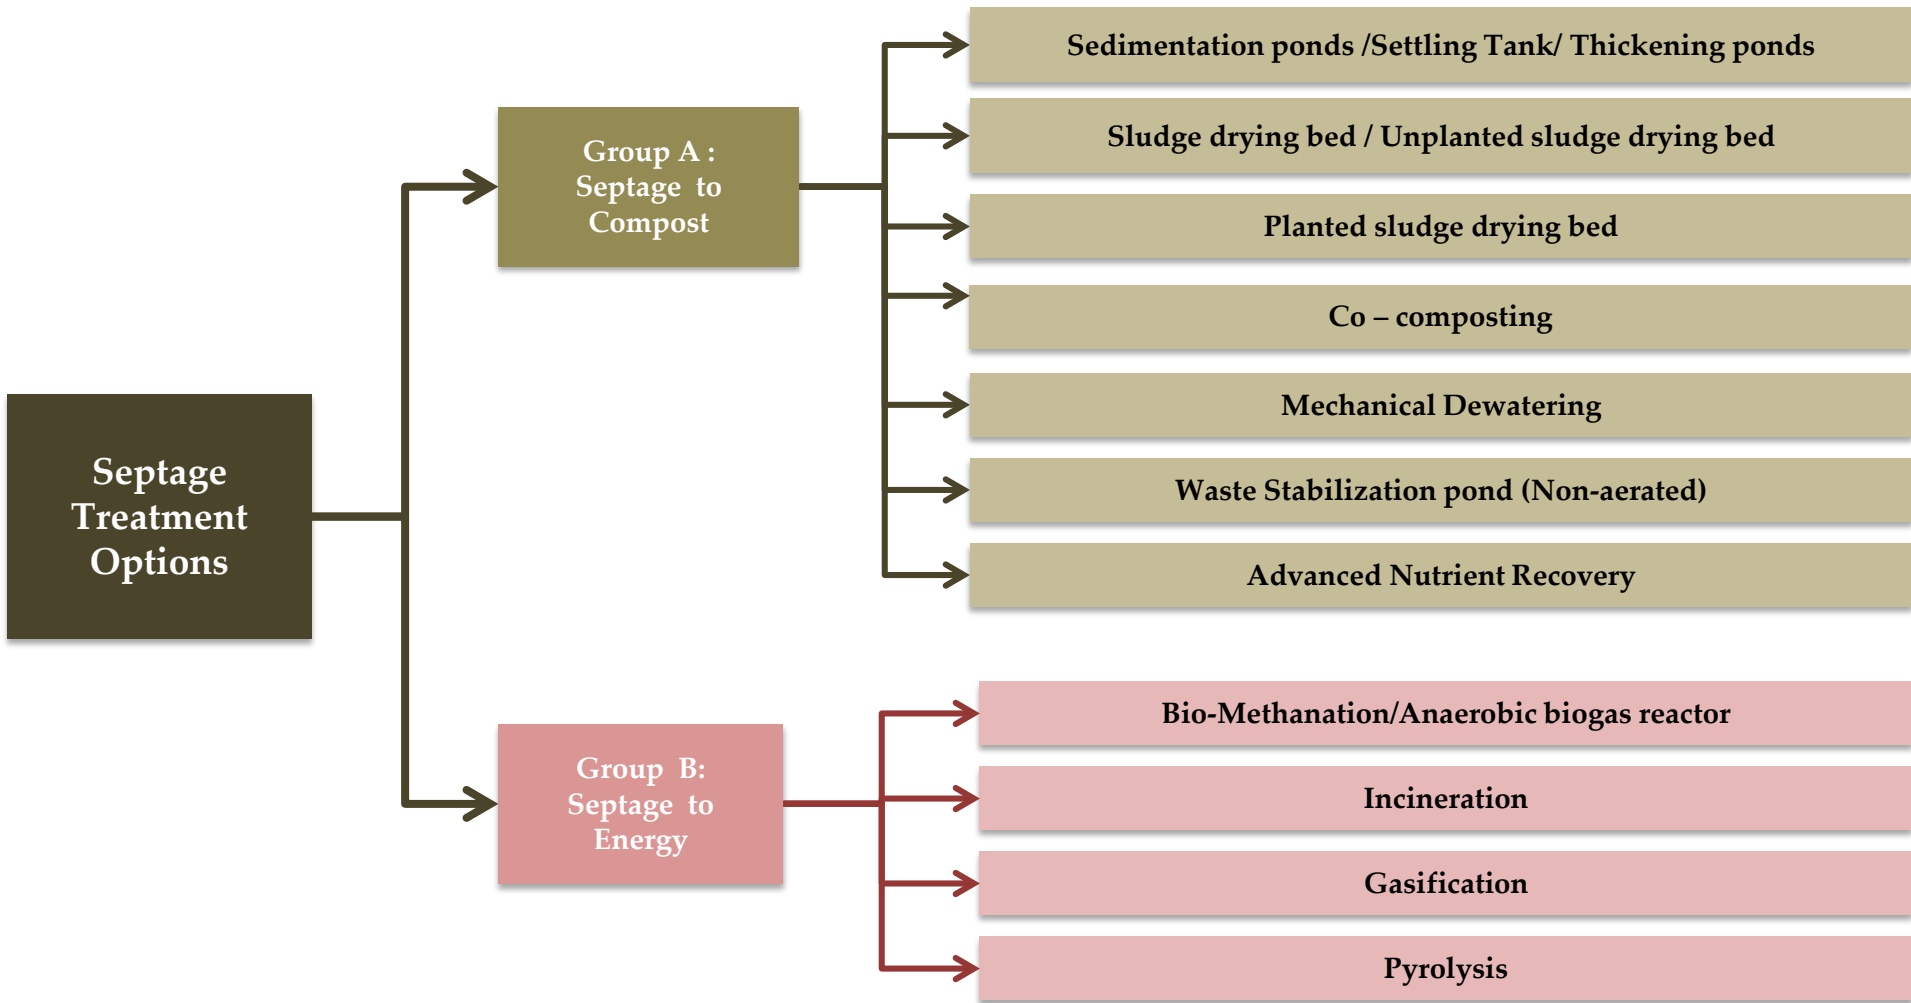 Septage
Treatment
Options
Group A :
Septage to
Compost
Sedimentation ponds /Settling Tank/ Thickening ponds
Sludge drying bed / Unplanted sludge drying bed
Planted sludge drying bed
Co – composting
Mechanical Dewatering
Waste Stabilization pond (Non-aerated)
Advanced Nutrient Recovery
Group B:
Septage to
Energy
Bio-Methanation/Anaerobic biogas reactor
Incineration
Gasification
Pyrolysis